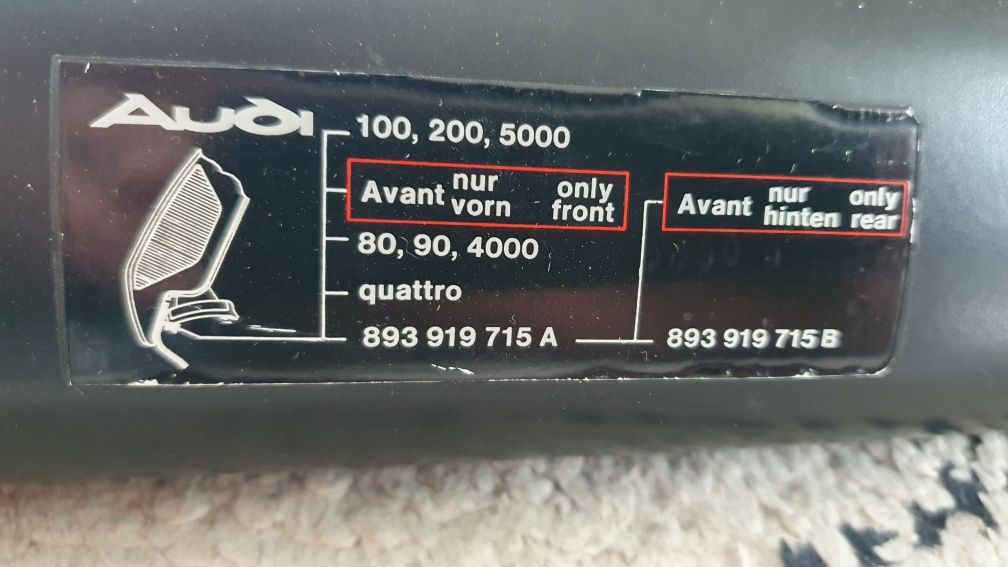 Audi
100, 200, 5000
Avant nur vorn only front
Avant nur hinten only rear
80, 90, 4000
quattro
893 919 715 A
893 919 715 B